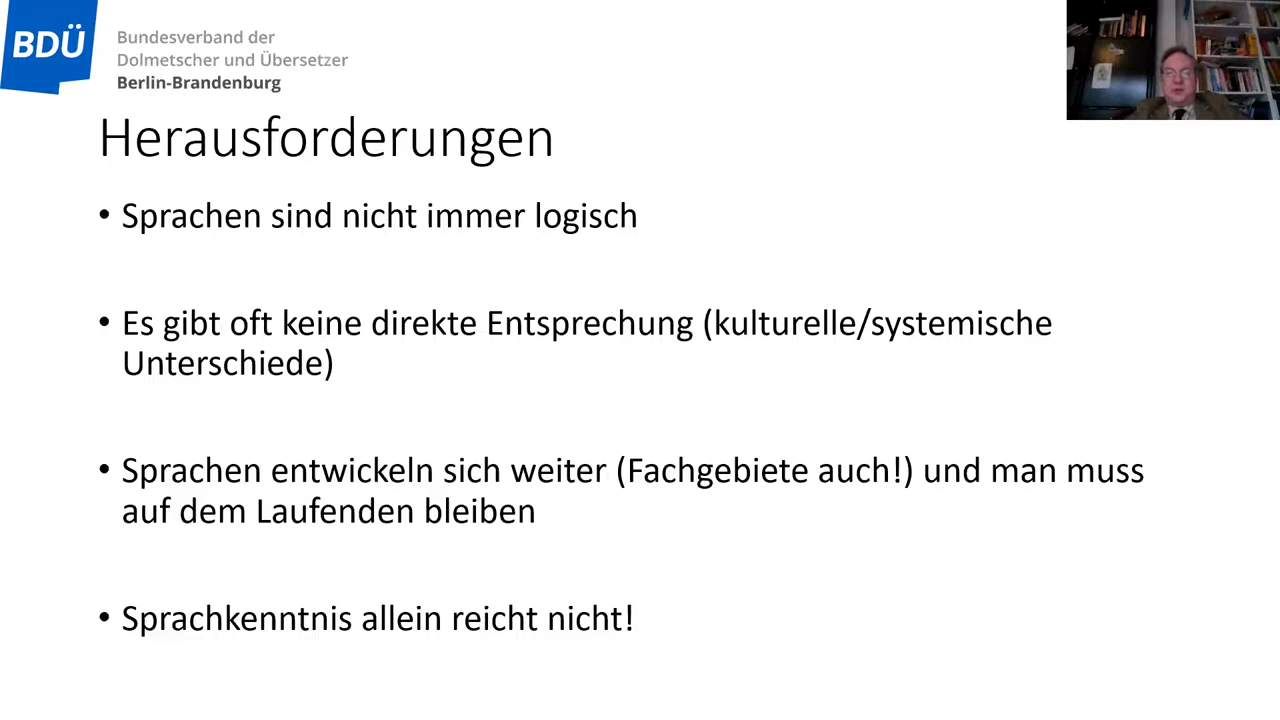 BDÜ
Bundesverband der
Dolmetscher und Übersetzer
Berlin-Brandenburg
Herausforderungen
• Sprachen sind nicht immer logisch
• Es gibt oft keine direkte Entsprechung (kulturelle/systemische
Unterschiede)
• Sprachen entwickeln sich weiter (Fachgebiete auch!) und man muss
auf dem Laufenden bleiben
• Sprachkenntnis allein reicht nicht!